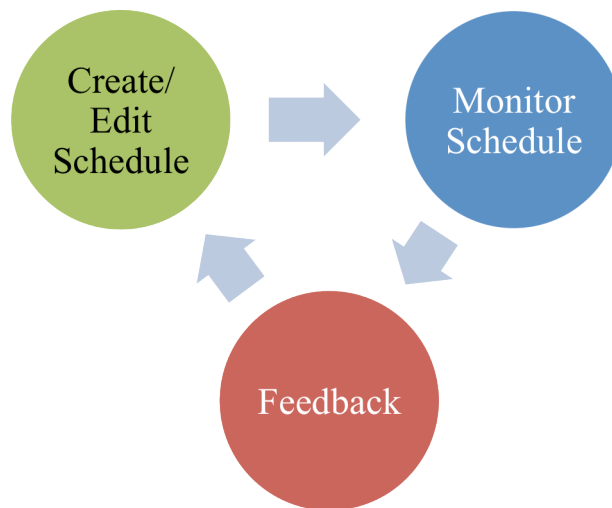 Create/
Edit
Schedule
Monitor
Schedule
Feedback